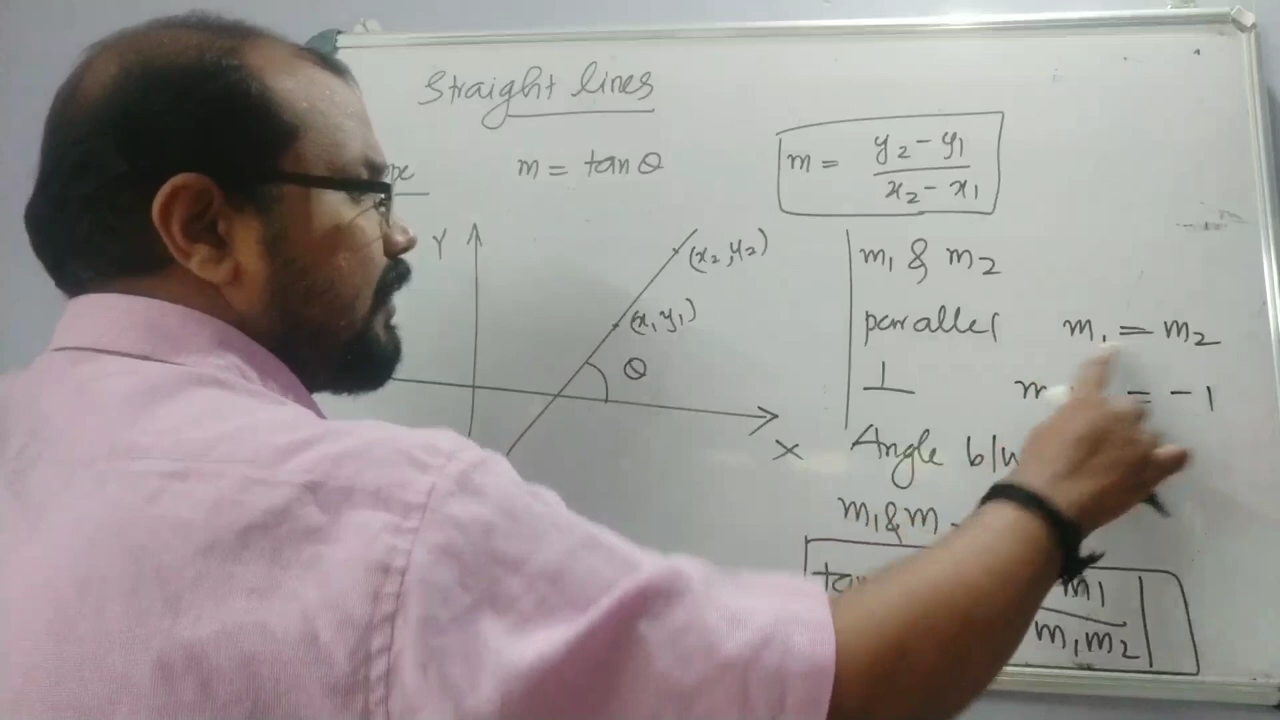 Straight lines
m = tan θ
m = y2 - y1 / x2 - x1
Y
(x2, y2)
(x1 y1)
θ
X
m1 & m2
parallel m1 = m2
⊥ = -1
Angle
m1 & m
m1
m1m2